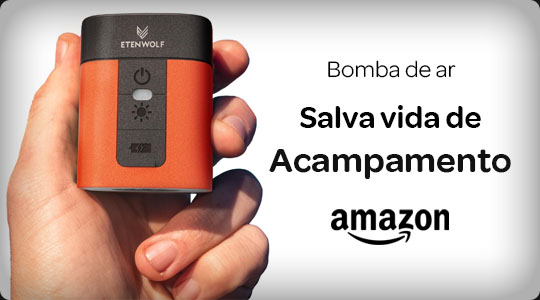 ETENWOLF
Bomba de ar
Salva vida de
Acampamento
amazon